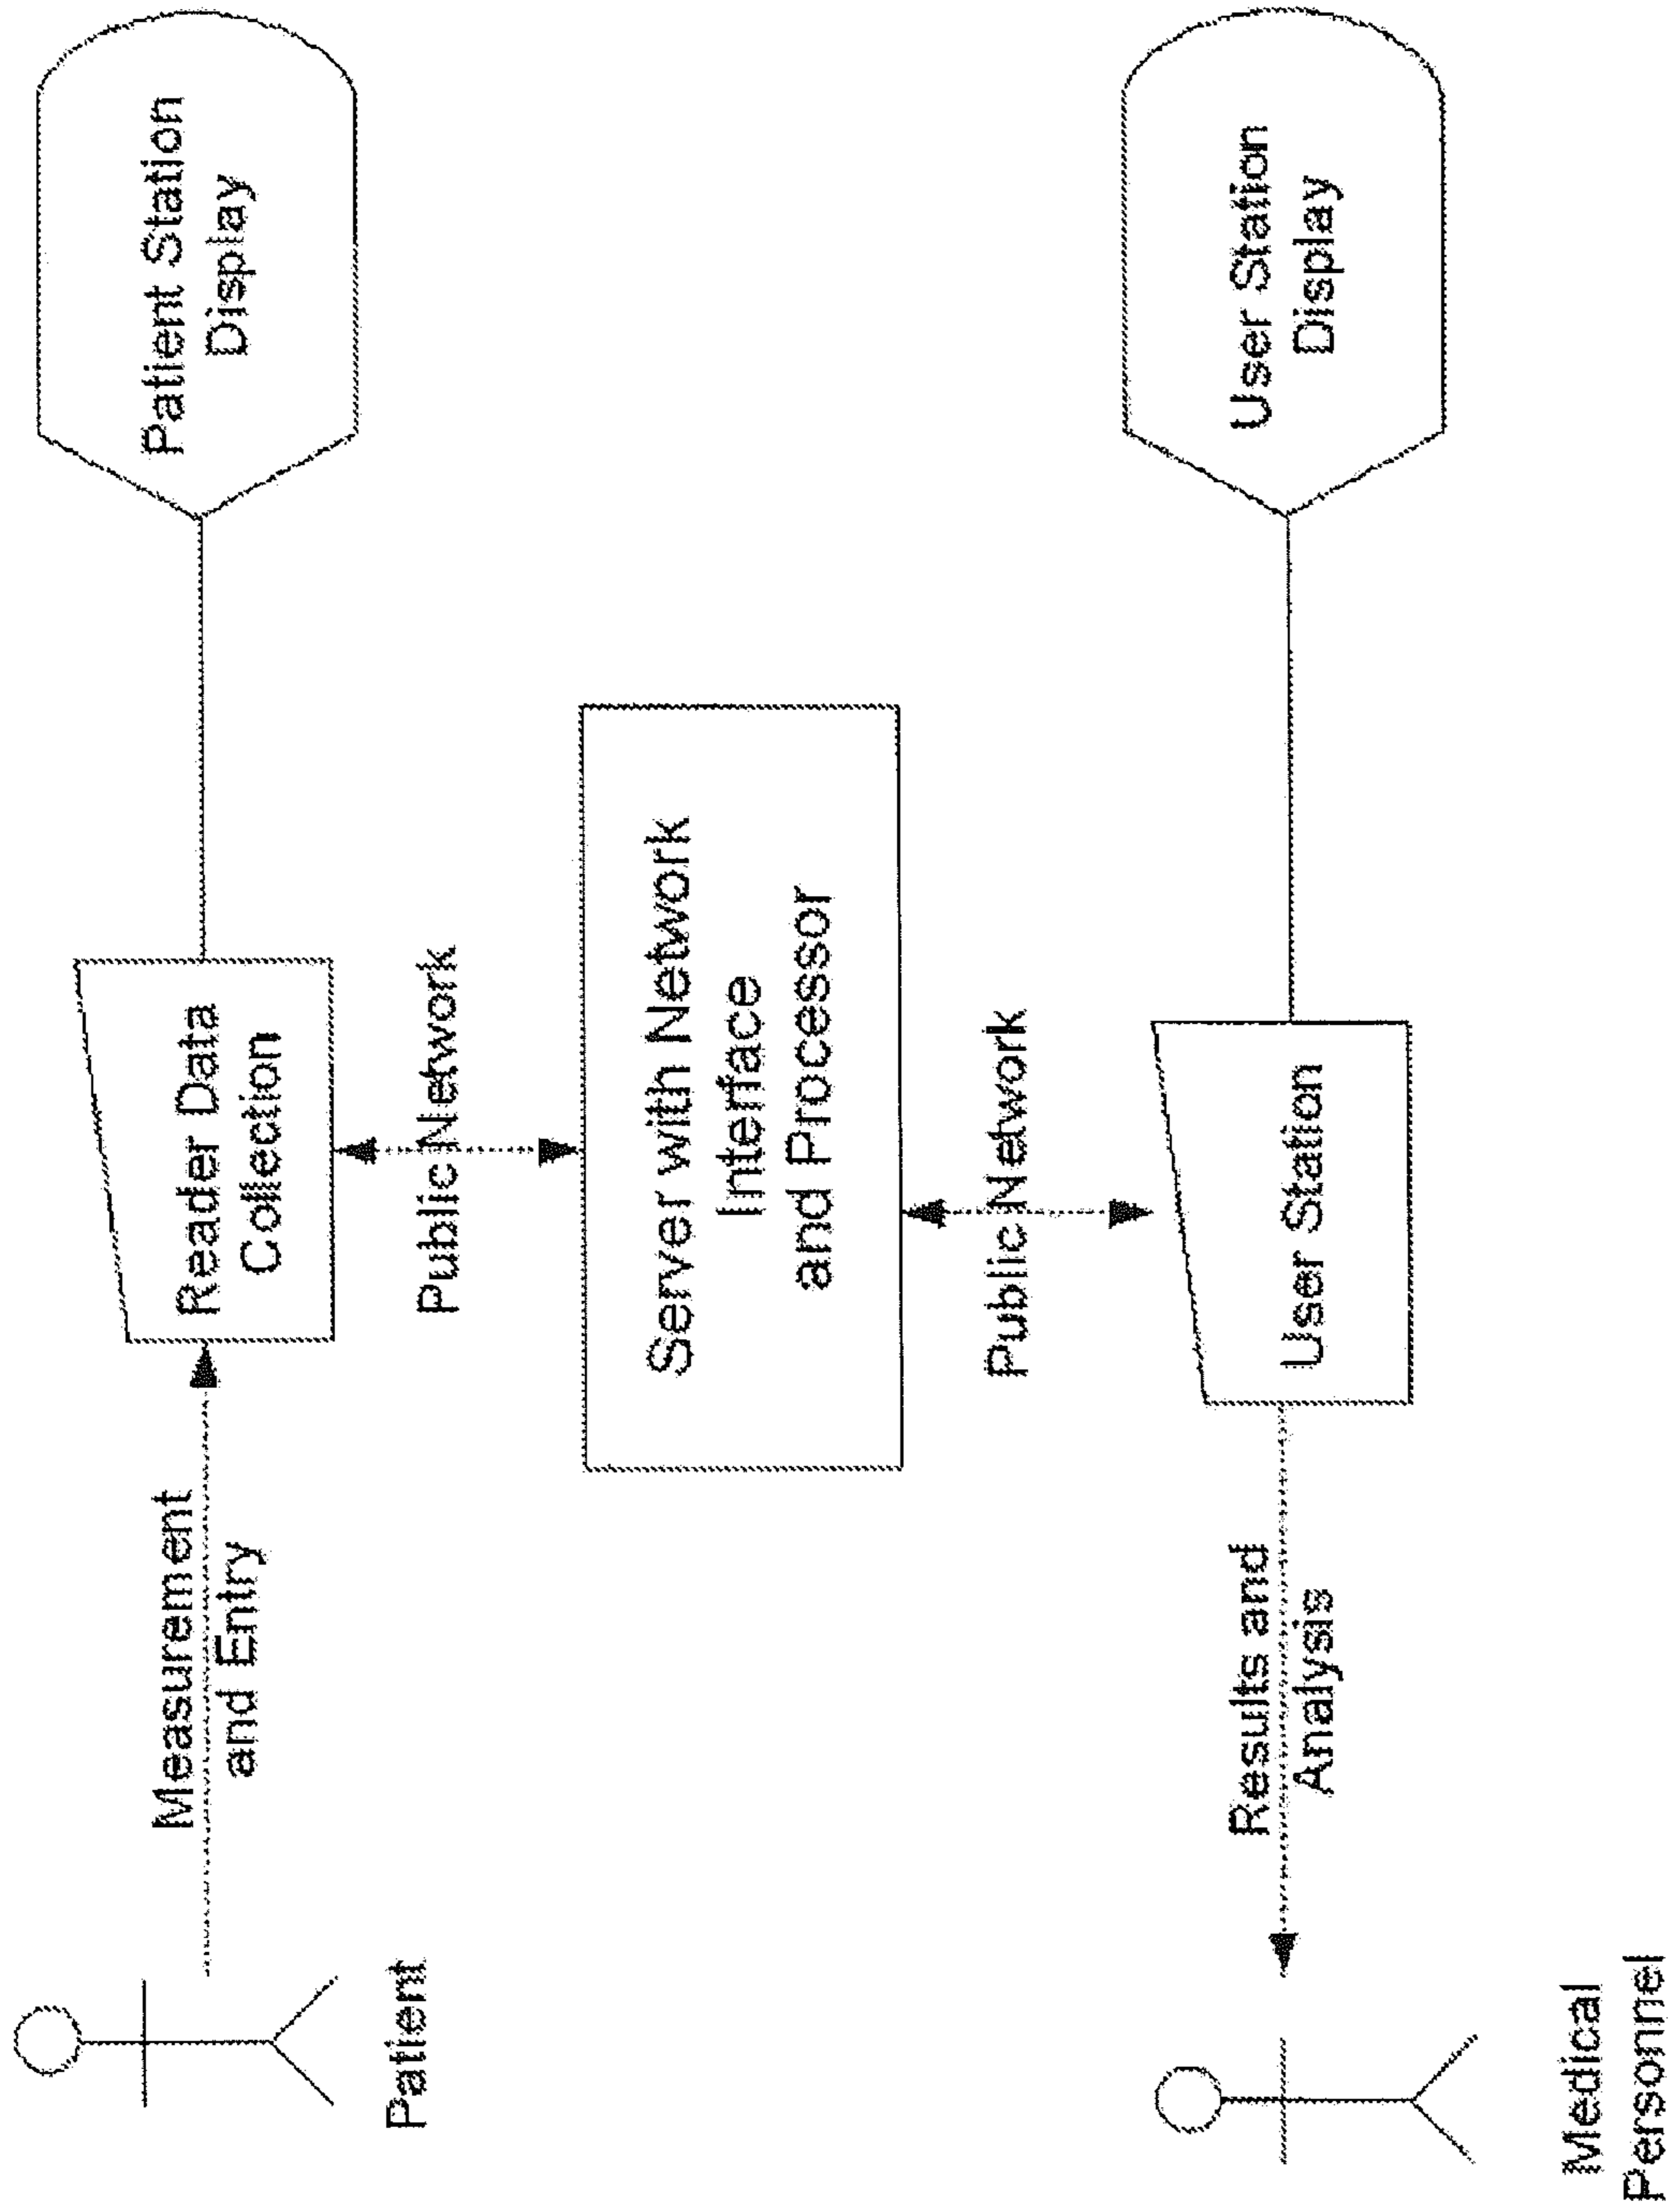 Patient
Measurement
and Entry
Reader Data
Collection
Patient Station
Display
Public Network
Server with Network
Interface
and Processor
Public Network
Medical
Personnel
Results and
Analysis
User Station
User Station
Display